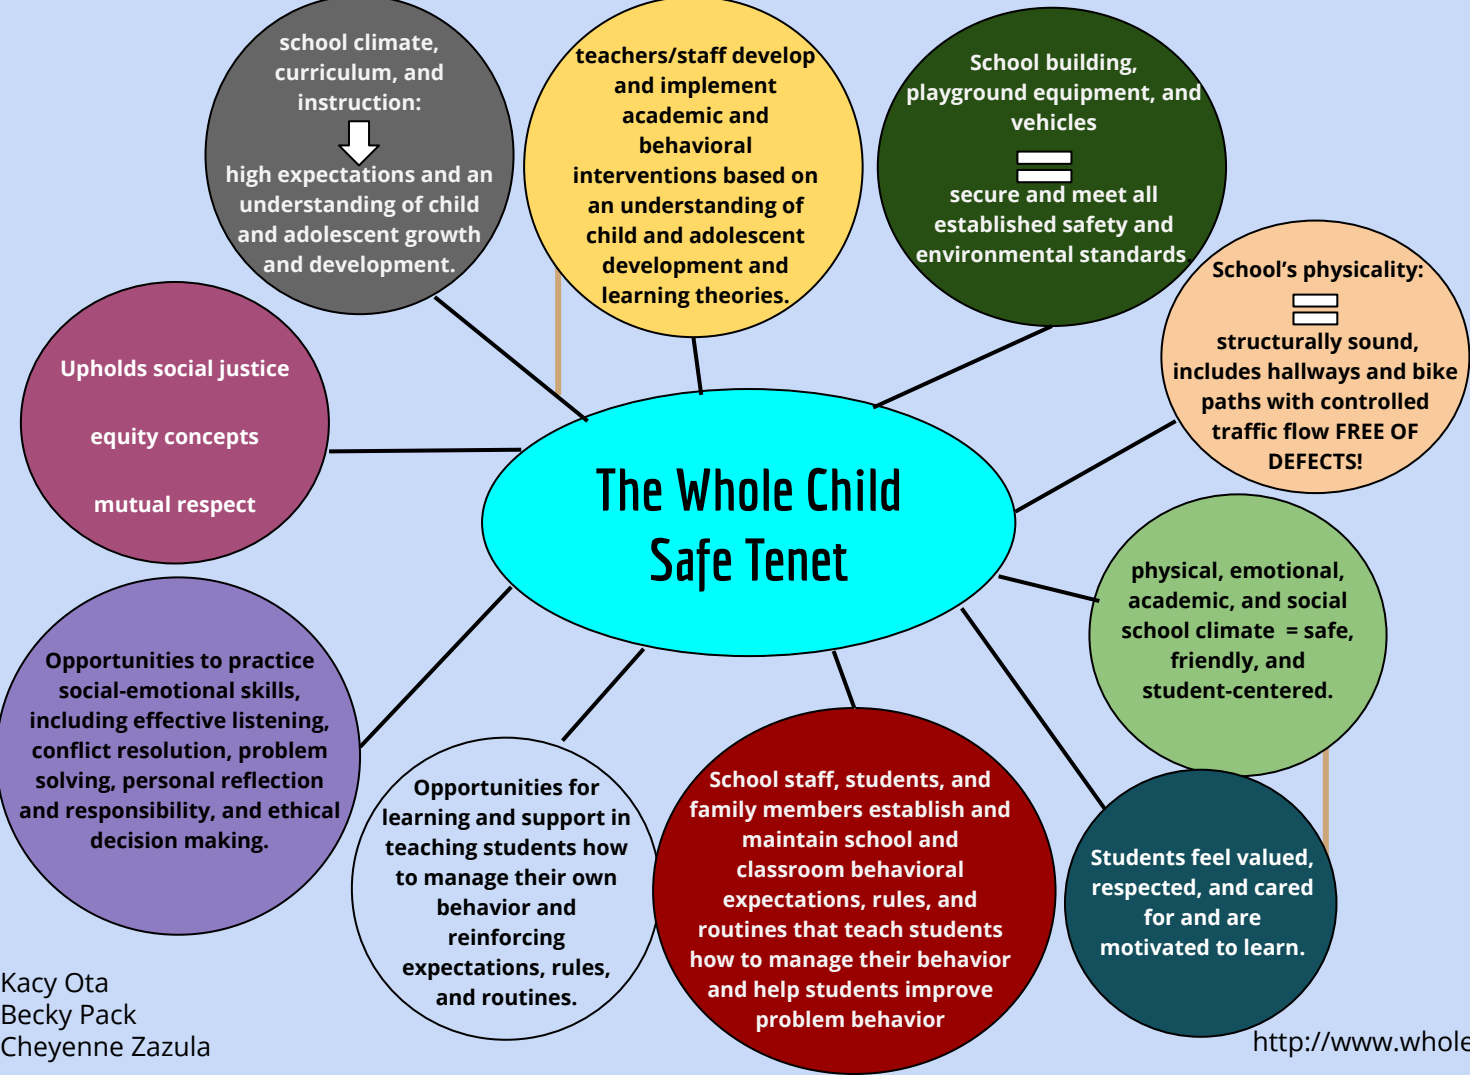 school climate,
curriculum, and
instruction:
high expectations and an
understanding of child
and adolescent growth
and development.
teachers/staff develop
and implement
academic and
behavioral
interventions based on
an understanding of
child and adolescent
development and
learning theories.
School building,
playground equipment, and
vehicles
secure and meet all
established safety and
environmental standards
School’s physicality:
structurally sound,
includes hallways and bike
paths with controlled
traffic flow FREE OF
DEFECTS!
Upholds social justice
equity concepts
mutual respect
The Whole Child
Safe Tenet
physical, emotional,
academic, and social
school climate = safe,
friendly, and
student-centered.
Opportunities to practice
social-emotional skills,
including effective listening,
conflict resolution, problem
solving, personal reflection
and responsibility, and ethical
decision making.
Opportunities for
learning and support in
teaching students how
to manage their own
behavior and
reinforcing
expectations, rules,
and routines.
School staff, students, and
family members establish and
maintain school and
classroom behavioral
expectations, rules, and
routines that teach students
how to manage their behavior
and help students improve
problem behavior
Students feel valued,
respected, and cared
for and are
motivated to learn.
Kacy Ota
Becky Pack
Cheyenne Zazula
http://www.whole